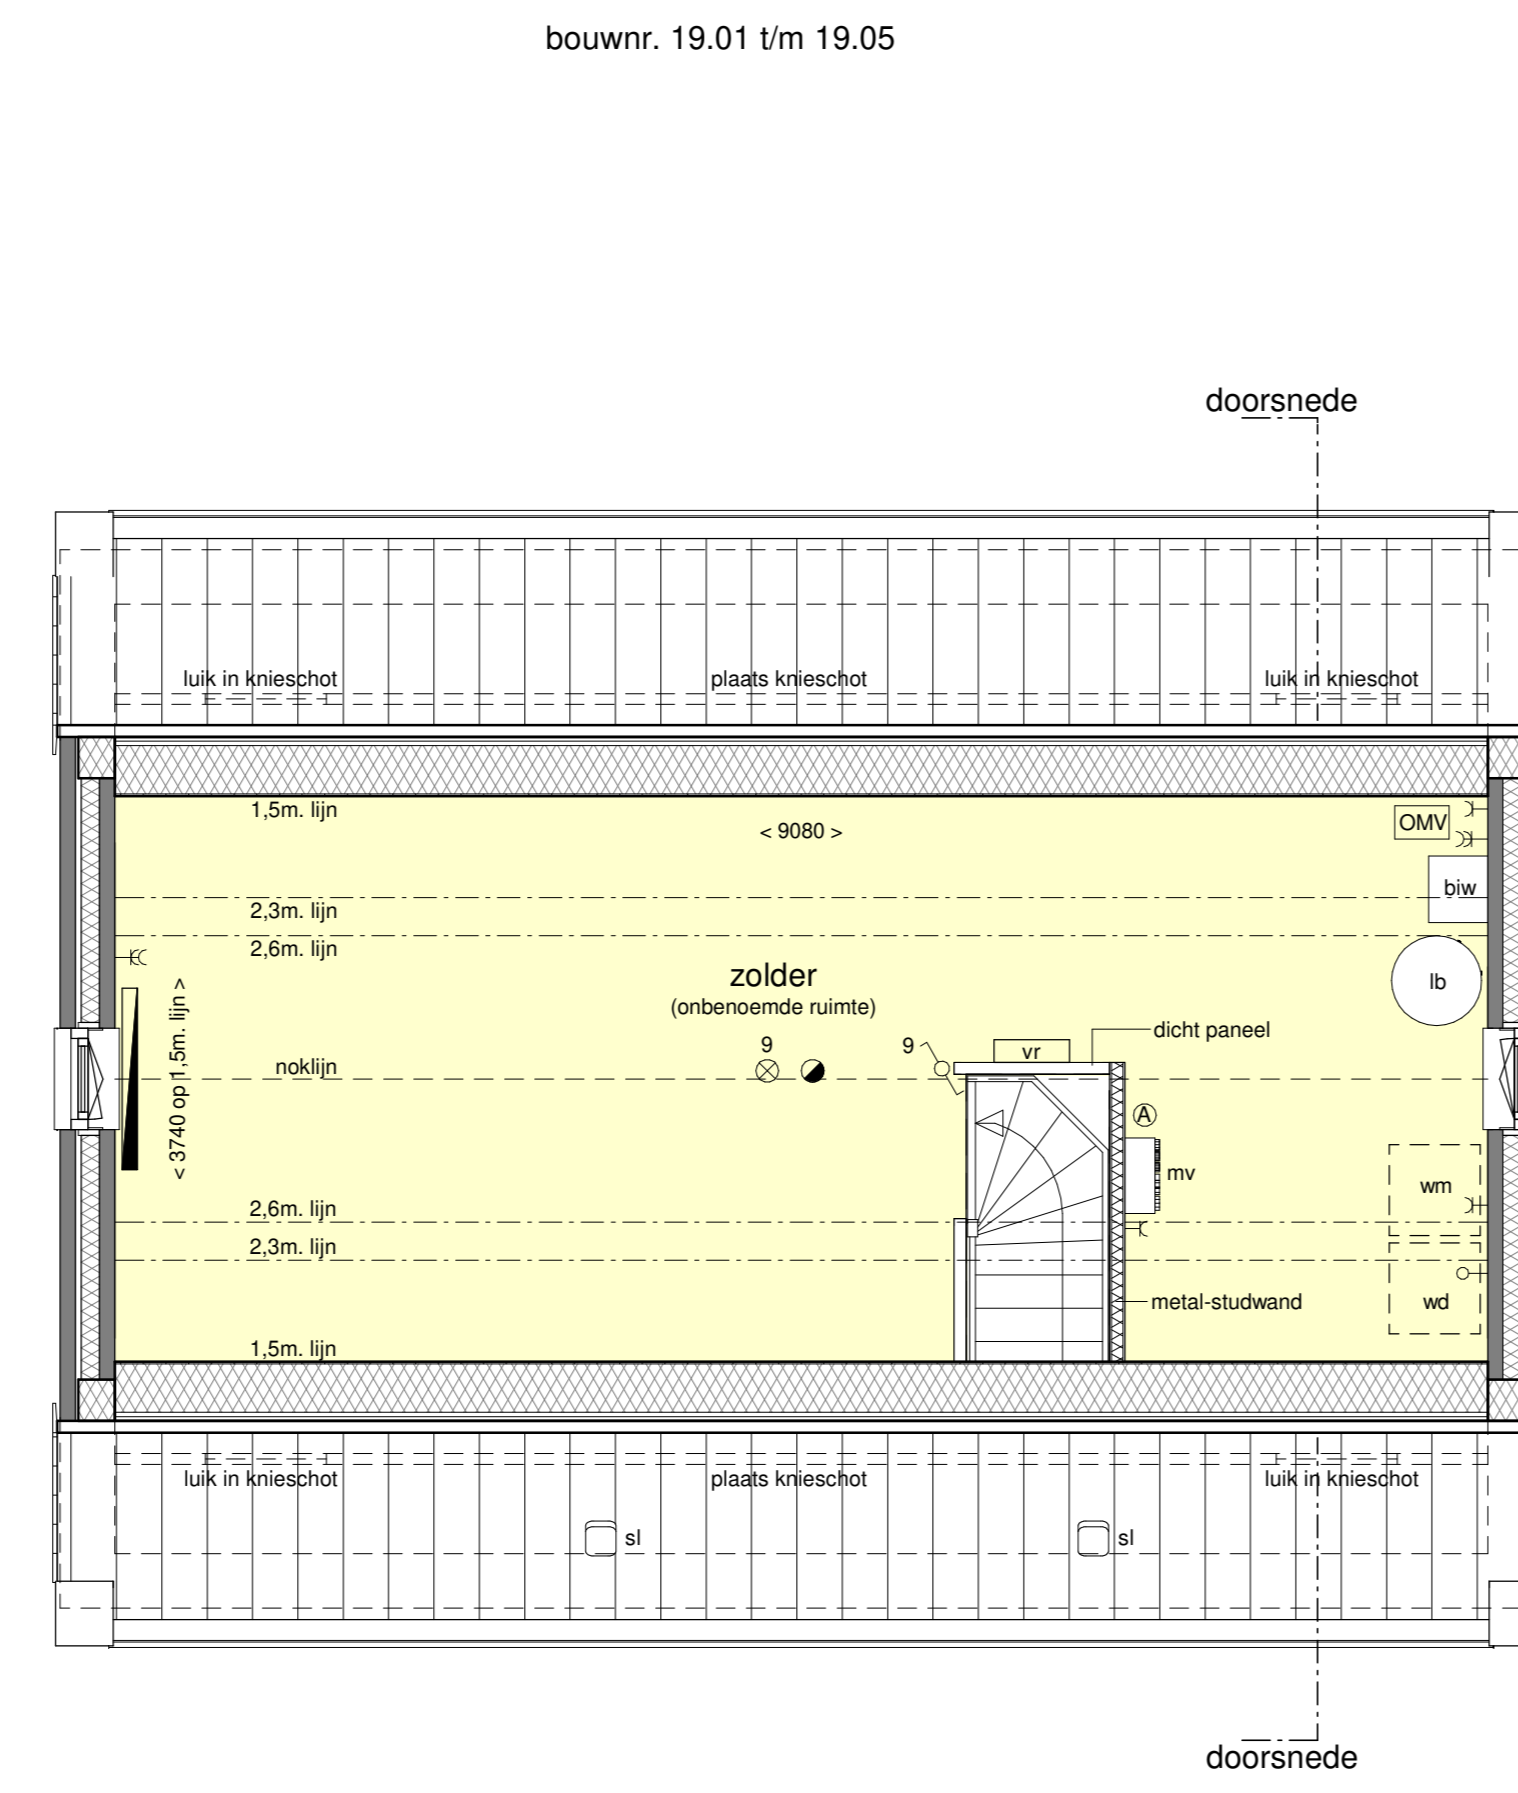 bouwnr. 19.01 t/m 19.05
doorsnede
luik in knieschot
plaats knieschot
luik in knieschot
1,5m. lijn
< 9080 >
OMV
biw
2,3m. lijn
2,6m. lijn
zolder
(onbenoemde ruimte)
lb
< 3740 op 1,5m. lijn >
noklijn
9
9
vr
dicht paneel
A
mv
wm
2,6m. lijn
2,3m. lijn
metal-studwand
wd
1,5m. lijn
luik in knieschot
plaats knieschot
luik in knieschot
sl
sl
doorsnede